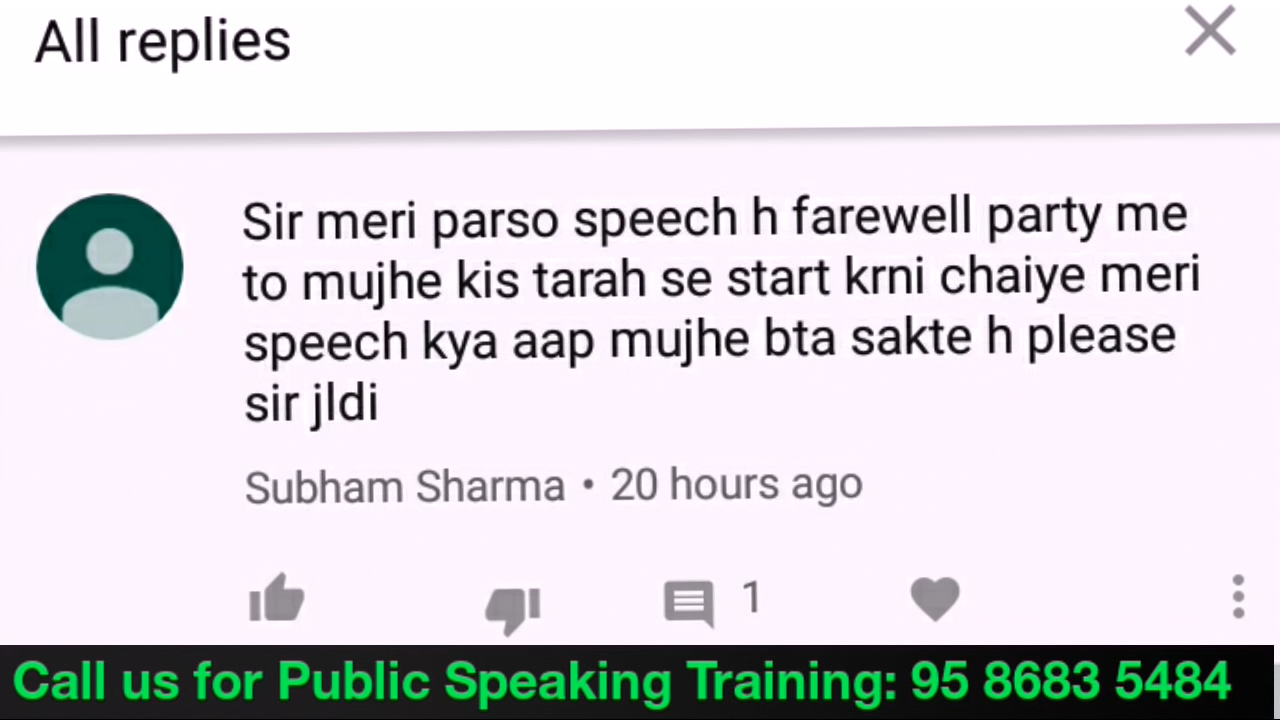 All replies
Sir meri parso speech h farewell party me
to mujhe kis tarah se start krni chaiye meri
speech kya aap mujhe bta sakte h please
sir jldi
Subham Sharma • 20 hours ago
1
Call us for Public Speaking Training: 95 8683 5484